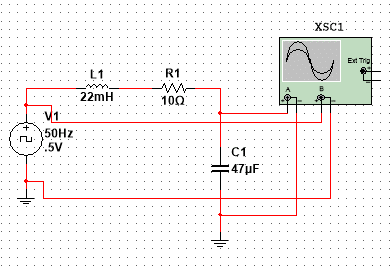 XSC1
Ext Trig
+
-
A
B
+ -
+ -
L1
22mH
R1
10Ω
V1
50Hz
.5V
C1
47µF